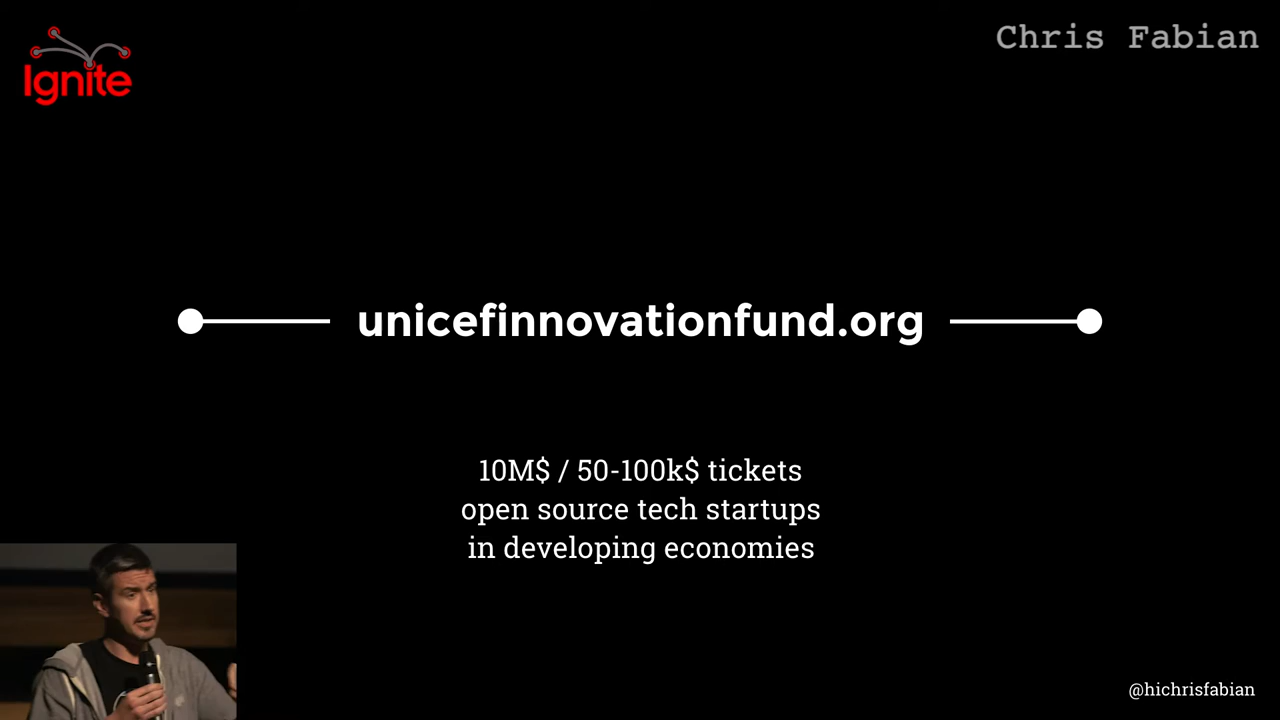 Ignite
Chris Fabian
unicefinnovationfund.org
10M$ / 50-100k$ tickets
open source tech startups
in developing economies
@hichrisfabian